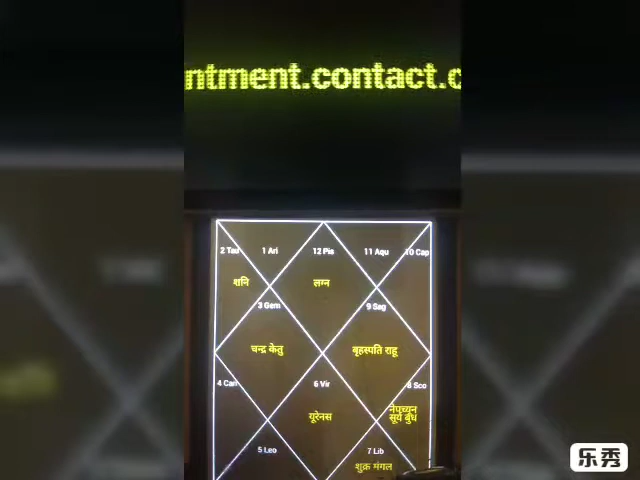 ntment.contact.c
2 Tau 1 Ari 12 Pis 11 Aqu 10 Cap
शनि लग्न
3 Gem 9 Sag
चन्द्र केतु बृहस्पति राहू
4 Can 6 Vir 8 Sco
यूरेनस नेपच्यून
सूर्य बुध
5 Leo 7 Lib
शुक्र मंगल
乐秀